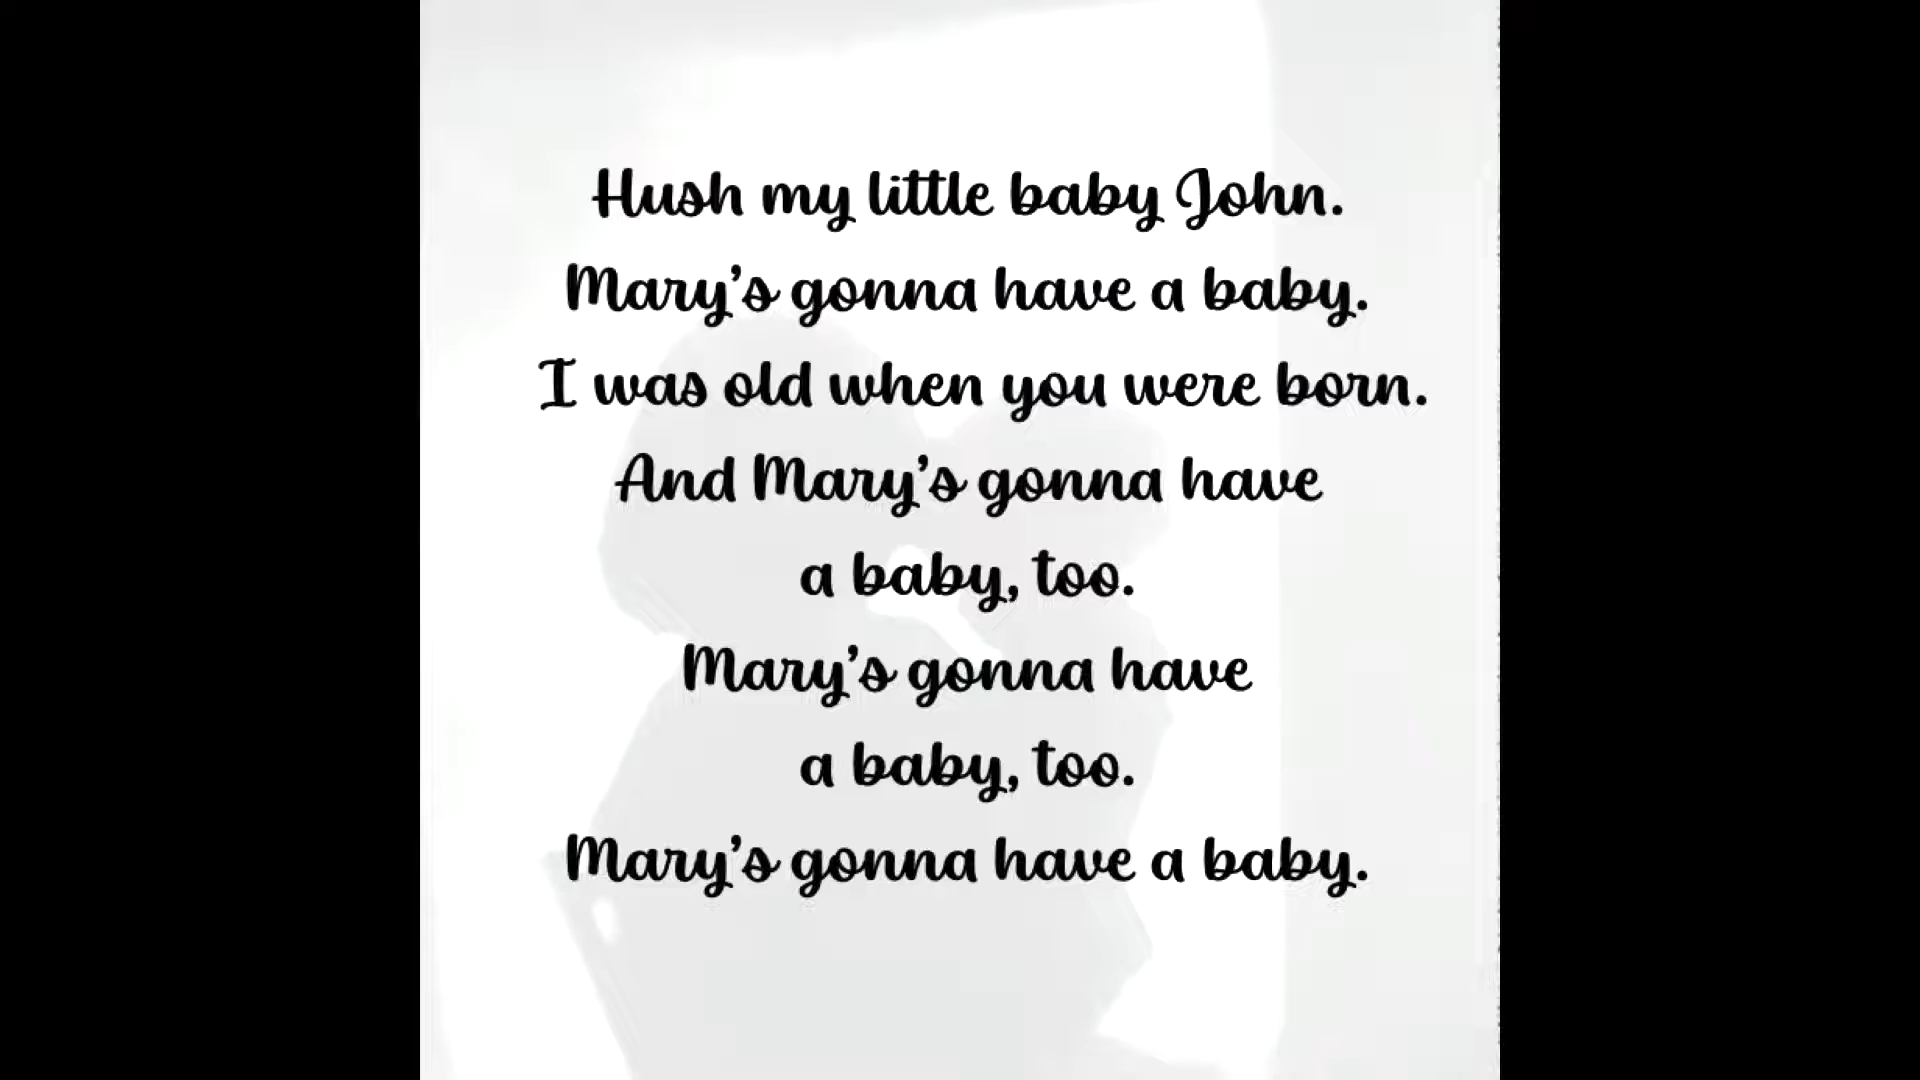 Hush my little baby John.
Mary's gonna have a baby.
I was old when you were born.
And Mary's gonna have
a baby, too.
Mary's gonna have
a baby, too.
Mary's gonna have a baby.